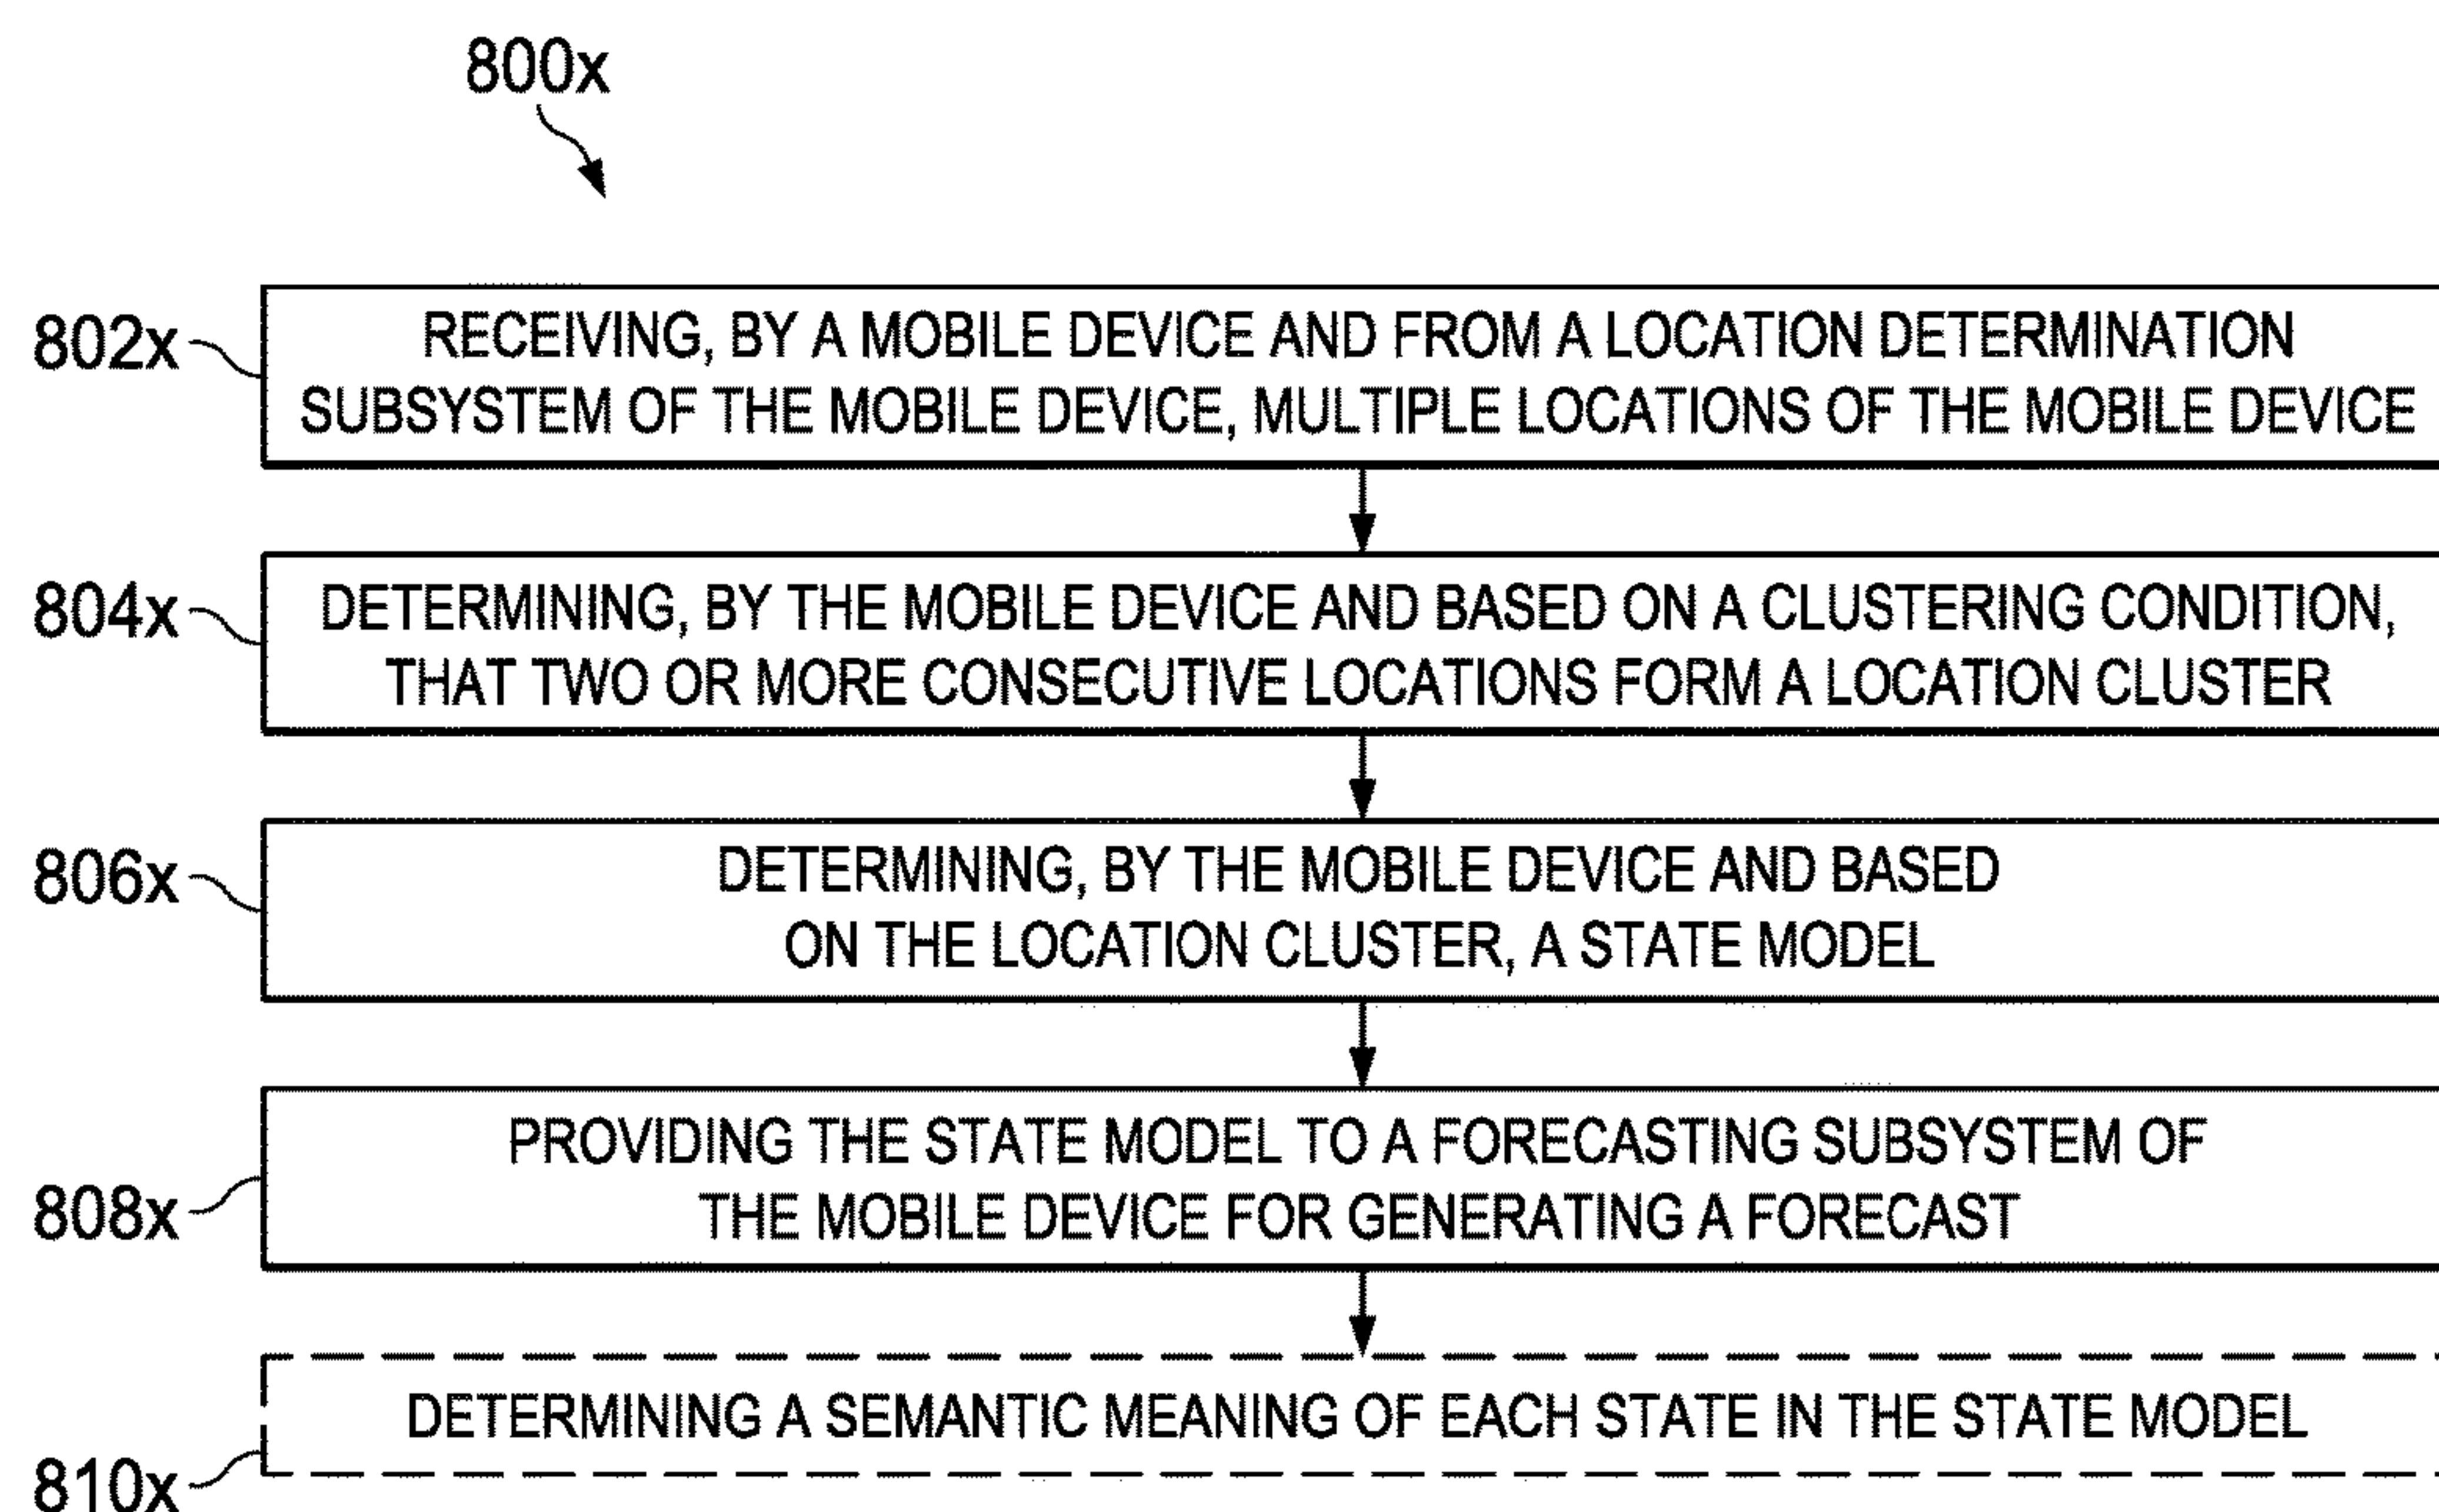 800x
802x
RECEIVING, BY A MOBILE DEVICE AND FROM A LOCATION DETERMINATION
SUBSYSTEM OF THE MOBILE DEVICE, MULTIPLE LOCATIONS OF THE MOBILE DEVICE
804x
DETERMINING, BY THE MOBILE DEVICE AND BASED ON A CLUSTERING CONDITION,
THAT TWO OR MORE CONSECUTIVE LOCATIONS FORM A LOCATION CLUSTER
806x
DETERMINING, BY THE MOBILE DEVICE AND BASED
ON THE LOCATION CLUSTER, A STATE MODEL
808x
PROVIDING THE STATE MODEL TO A FORECASTING SUBSYSTEM OF
THE MOBILE DEVICE FOR GENERATING A FORECAST
810x
DETERMINING A SEMANTIC MEANING OF EACH STATE IN THE STATE MODEL